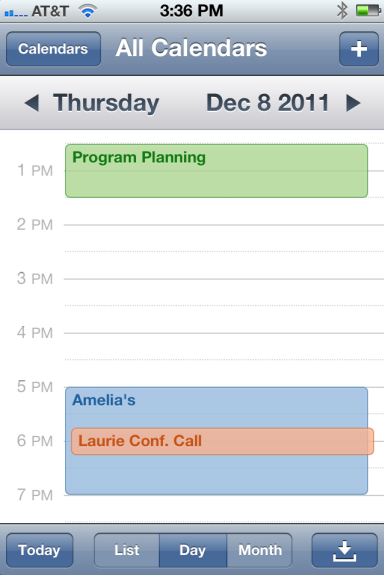 AT&T 3:36 PM
Calendars All Calendars +
Thursday Dec 8 2011
Program Planning
1 PM
2 PM
3 PM
4 PM
5 PM
Amelia's
6 PM Laurie Conf. Call
7 PM
Today List Day Month